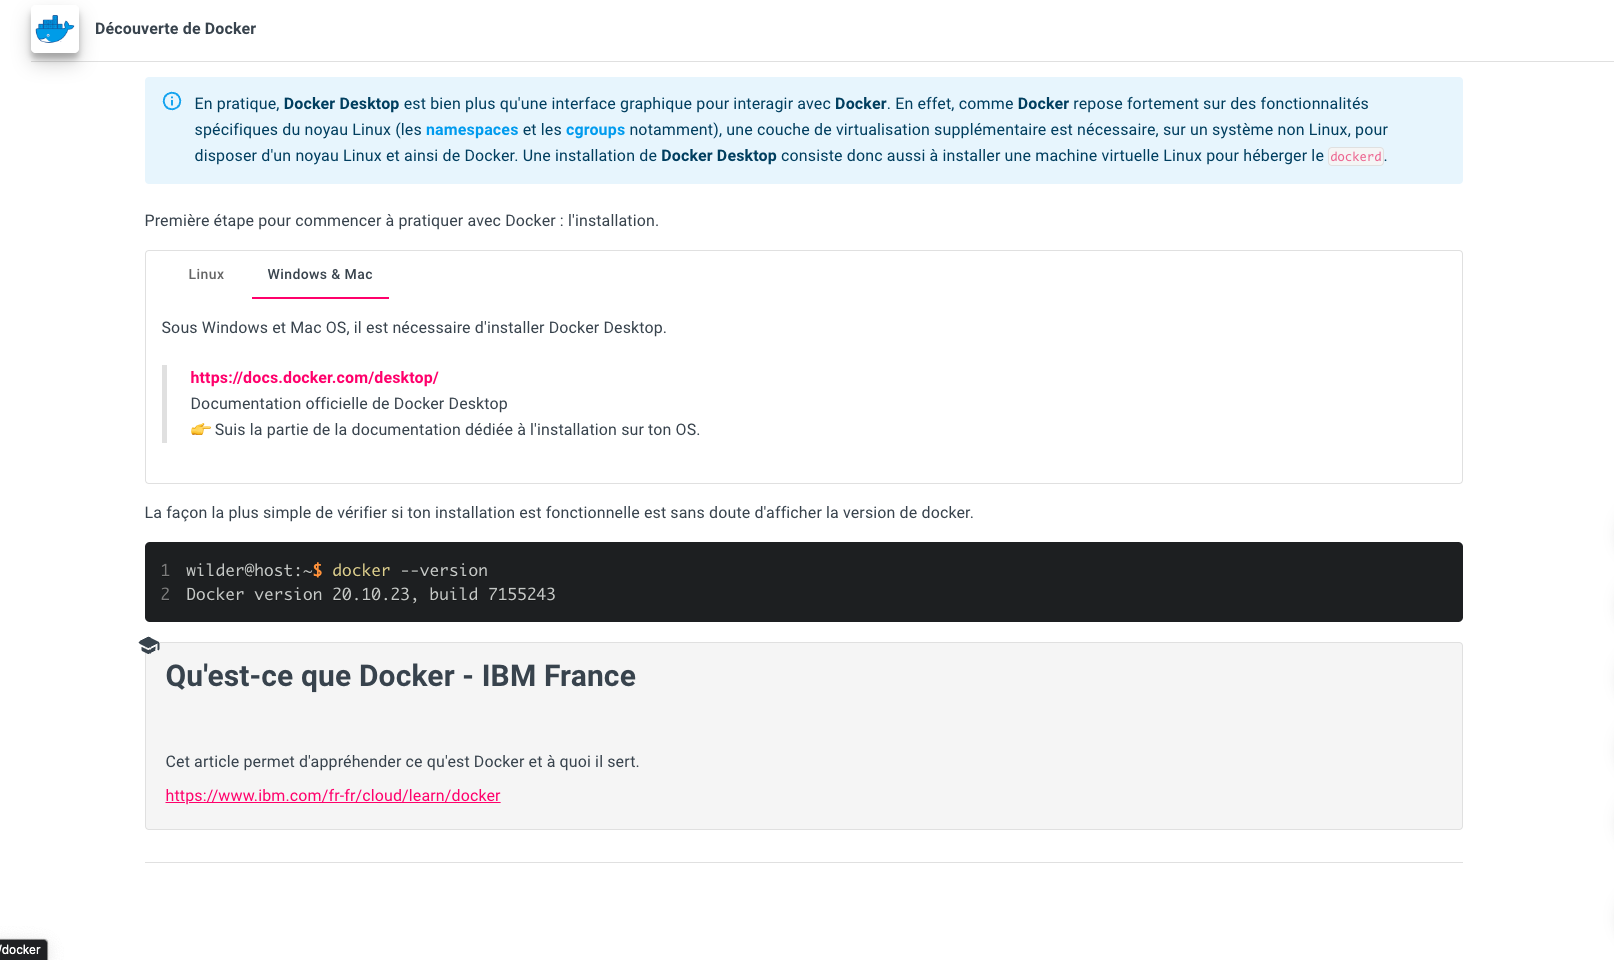 Découverte de Docker
En pratique, Docker Desktop est bien plus qu'une interface graphique pour interagir avec Docker. En effet, comme Docker repose fortement sur des fonctionnalités
spécifiques du noyau Linux (les namespaces et les cgroups notamment), une couche de virtualisation supplémentaire est nécessaire, sur un système non Linux, pour
disposer d'un noyau Linux et ainsi de Docker. Une installation de Docker Desktop consiste donc aussi à installer une machine virtuelle Linux pour héberger le dockerd.
Première étape pour commencer à pratiquer avec Docker : l'installation.
Linux Windows & Mac
Sous Windows et Mac OS, il est nécessaire d'installer Docker Desktop.
https://docs.docker.com/desktop/
Documentation officielle de Docker Desktop
👉 Suis la partie de la documentation dédiée à l'installation sur ton OS.
La façon la plus simple de vérifier si ton installation est fonctionnelle est sans doute d'afficher la version de docker.
1 wilder@host:~$ docker --version
2 Docker version 20.10.23, build 7155243
Qu'est-ce que Docker - IBM France
Cet article permet d'appréhender ce qu'est Docker et à quoi il sert.
https://www.ibm.com/fr-fr/cloud/learn/docker
/docker